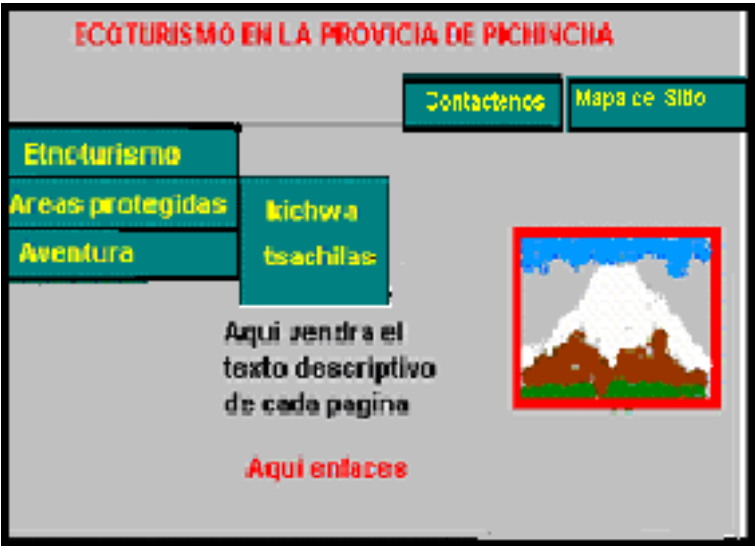 ECOTURISMO EN LA PROVICIA DE PICHINCHA
Contactenos
Mapa de Sitio
Etnoturismo
Areas protegidas
Aventura
kichwa
tsachilas
Aqui vendra el
texto descriptivo
de cada pagina
Aqui enlaces